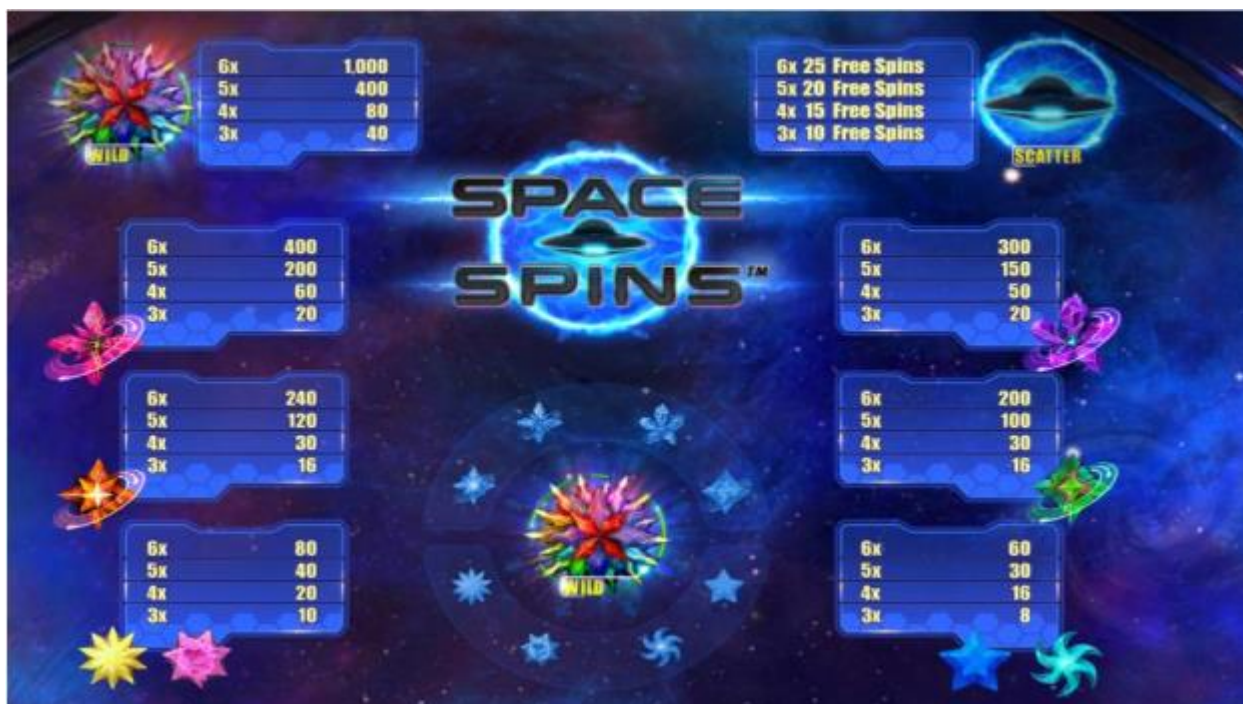 6x 1,000
5x 400
4x 80
3x 40
WILD
6x 25 Free Spins
5x 20 Free Spins
4x 15 Free Spins
3x 10 Free Spins
SCATTER
SPACE
SPINS™
6x 400
5x 200
4x 60
3x 20
6x 300
5x 150
4x 50
3x 20
6x 240
5x 120
4x 30
3x 16
6x 200
5x 100
4x 30
3x 16
WILD
6x 80
5x 40
4x 20
3x 10
6x 60
5x 30
4x 16
3x 8